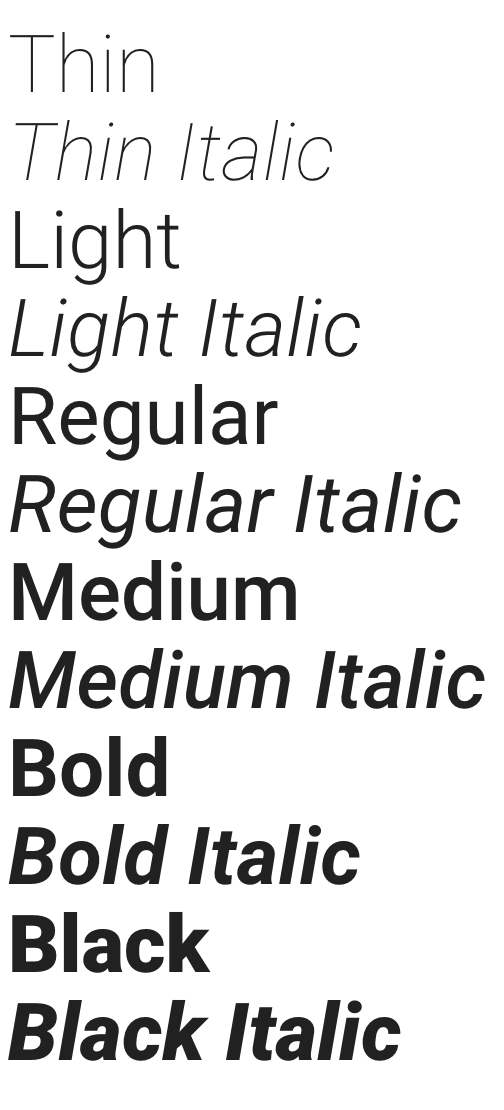 Thin
Thin Italic
Light
Light Italic
Regular
Regular Italic
Medium
Medium Italic
Bold
Bold Italic
Black
Black Italic